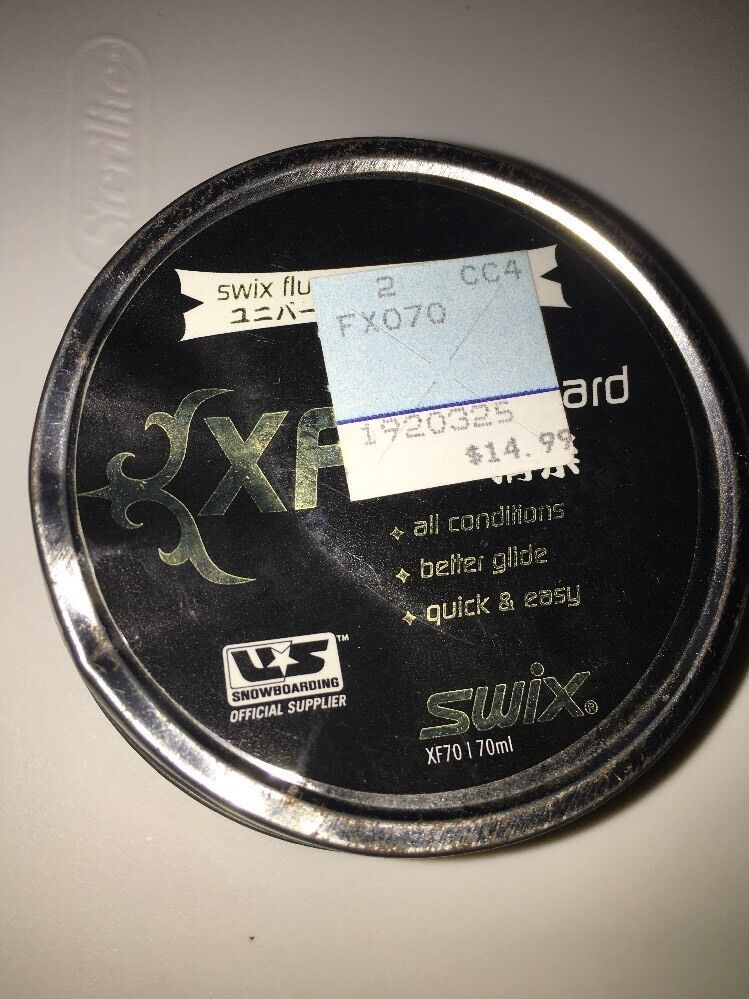 Sterilite®
swix flu
ユニバー
2 CC4
FX070
1920325
$14.99
XF
ard
all conditions
better glide
quick & easy
US™
SNOWBOARDING
OFFICIAL SUPPLIER
SWIX®
XF70 | 70ml